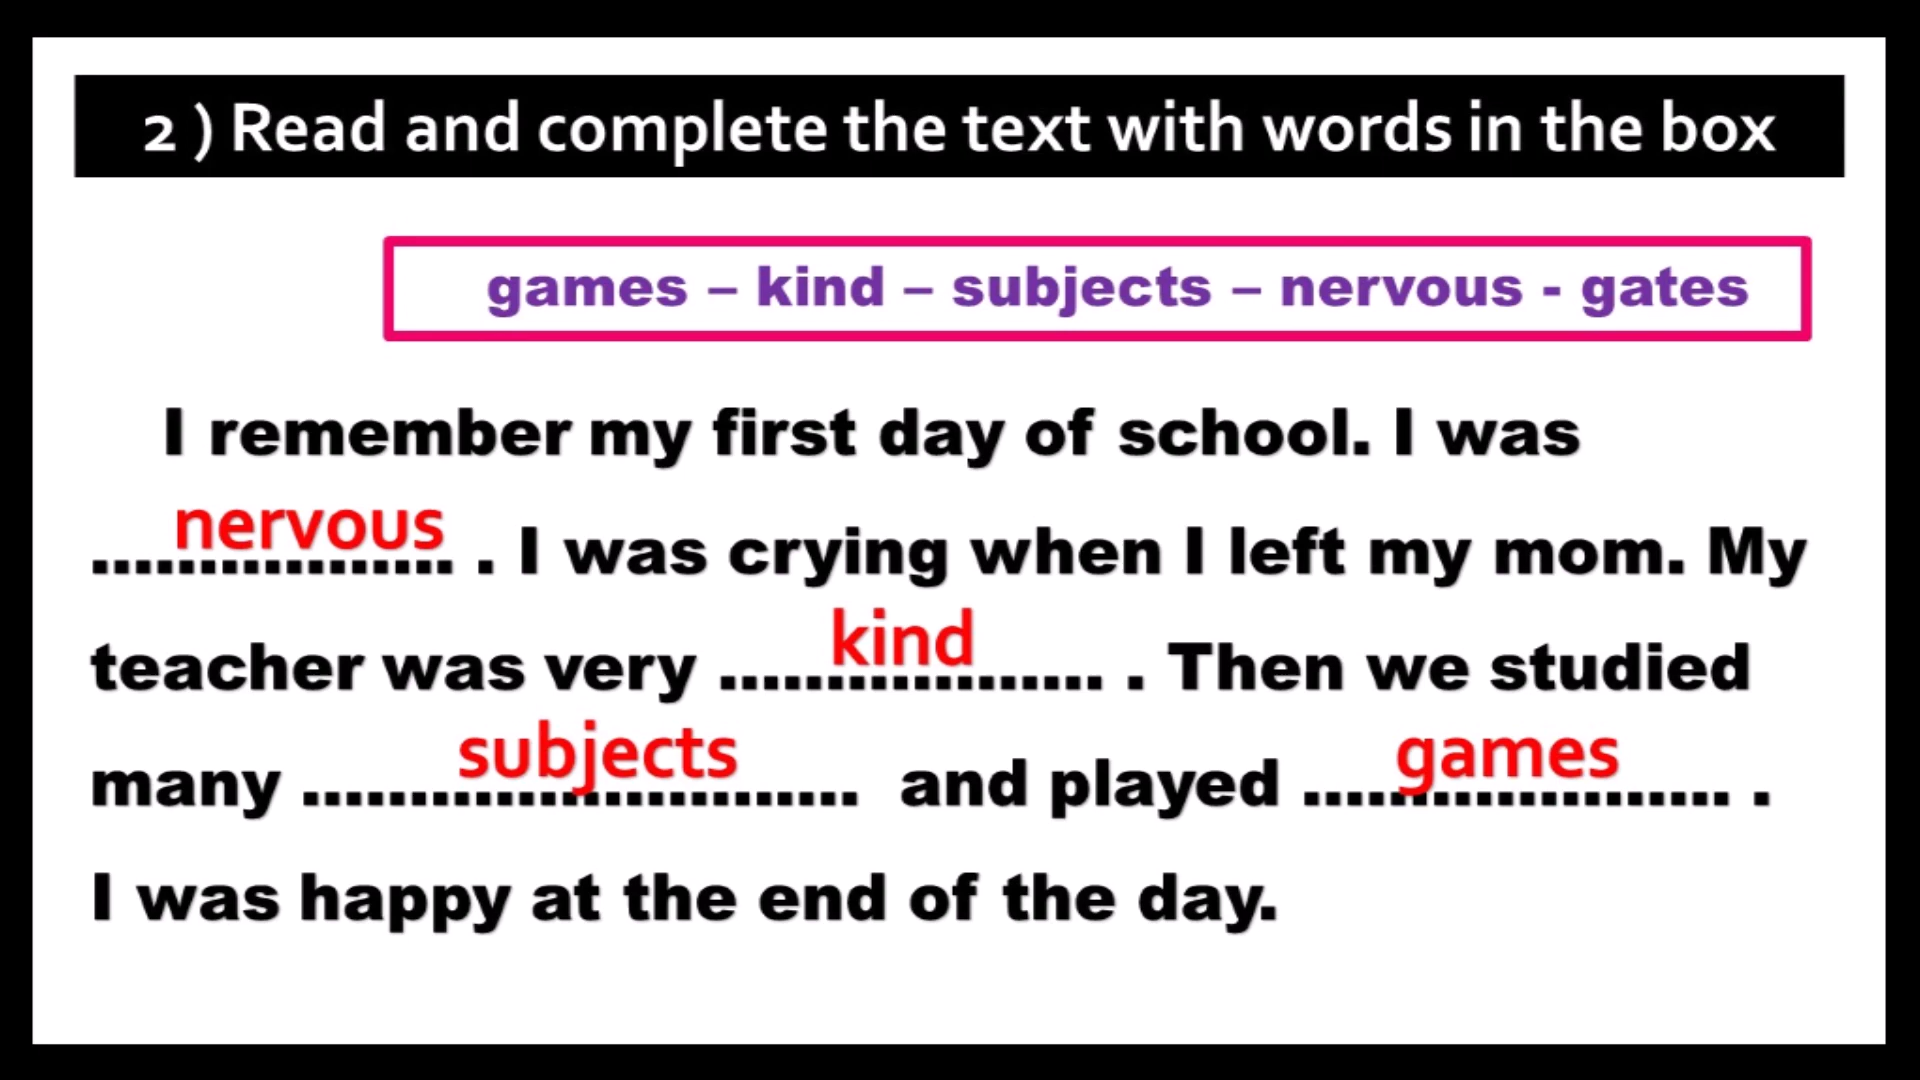 2 ) Read and complete the text with words in the box
games – kind – subjects – nervous - gates
I remember my first day of school. I was
nervous
......................... . I was crying when I left my mom. My
kind
teacher was very ........................... . Then we studied
subjects games
many ....................................... and played .............................. .
I was happy at the end of the day.